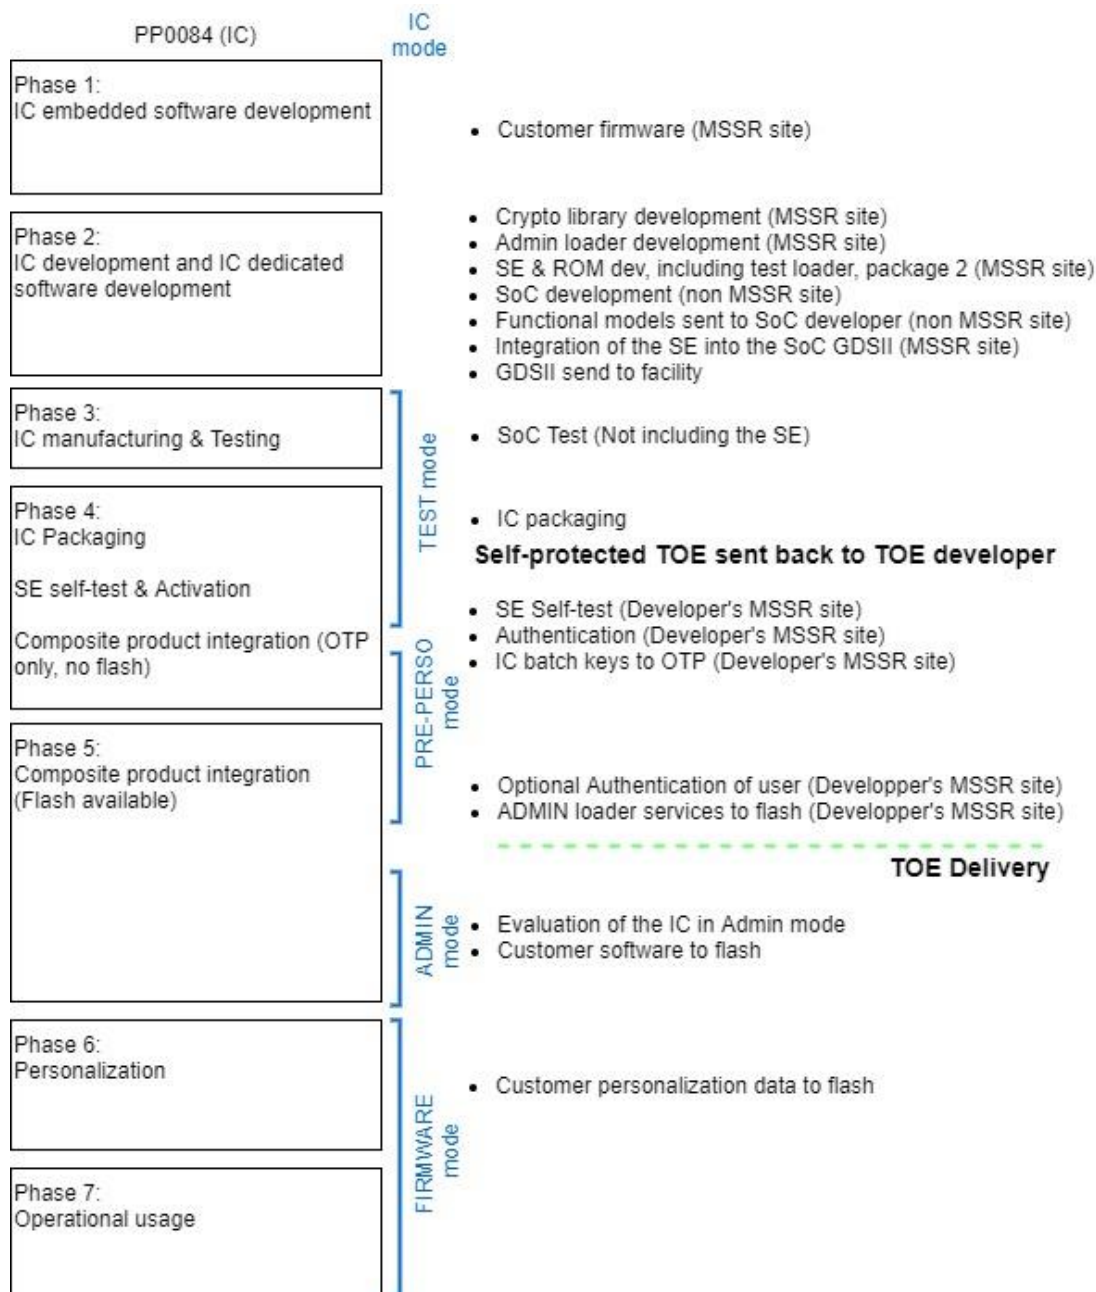 PP0084 (IC)
IC
mode
Phase 1:
IC embedded software development
• Customer firmware (MSSR site)
Phase 2:
IC development and IC dedicated
software development
• Crypto library development (MSSR site)
• Admin loader development (MSSR site)
• SE & ROM dev, including test loader, package 2 (MSSR site)
• SoC development (non MSSR site)
• Functional models sent to SoC developer (non MSSR site)
• Integration of the SE into the SoC GDSII (MSSR site)
• GDSII send to facility
Phase 3:
IC manufacturing & Testing
TEST mode
• SoC Test (Not including the SE)
Phase 4:
IC Packaging
SE self-test & Activation
Composite product integration (OTP
only, no flash)
• IC packaging
Self-protected TOE sent back to TOE developer
• SE Self-test (Developer's MSSR site)
• Authentication (Developer's MSSR site)
• IC batch keys to OTP (Developer's MSSR site)
PRE-PERSO
mode
Phase 5:
Composite product integration
(Flash available)
• Optional Authentication of user (Developper's MSSR site)
• ADMIN loader services to flash (Developper's MSSR site)
TOE Delivery
ADMIN
mode
• Evaluation of the IC in Admin mode
• Customer software to flash
Phase 6:
Personalization
• Customer personalization data to flash
FIRMWARE
mode
Phase 7:
Operational usage